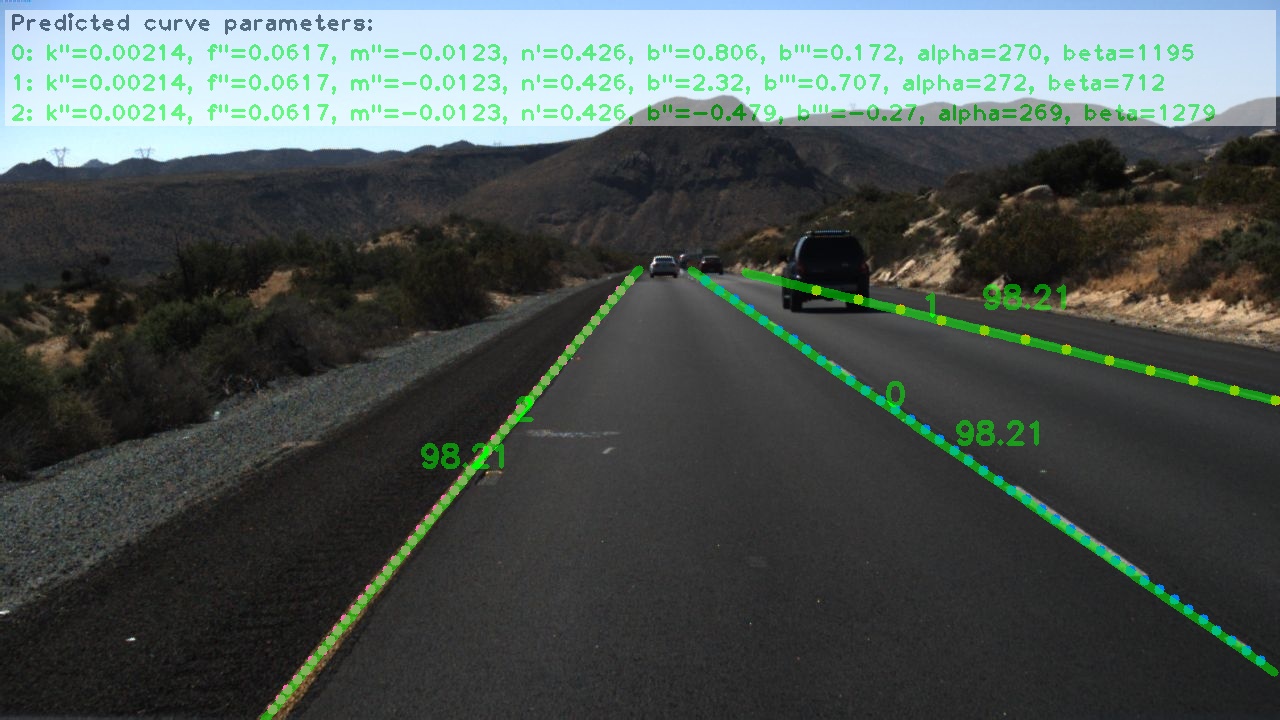 Predicted curve parameters:
0: k''=0.00214, f''=0.0617, m''=-0.0123, n'=0.426, b''=0.806, b'''=0.172, alpha=270, beta=1195
1: k''=0.00214, f''=0.0617, m''=-0.0123, n'=0.426, b''=2.32, b'''=0.707, alpha=272, beta=712
2: k''=0.00214, f''=0.0617, m''=-0.0123, n'=0.426, b''=-0.479, b'''=-0.27, alpha=269, beta=1279
1 98.21
0
2
98.21
98.21